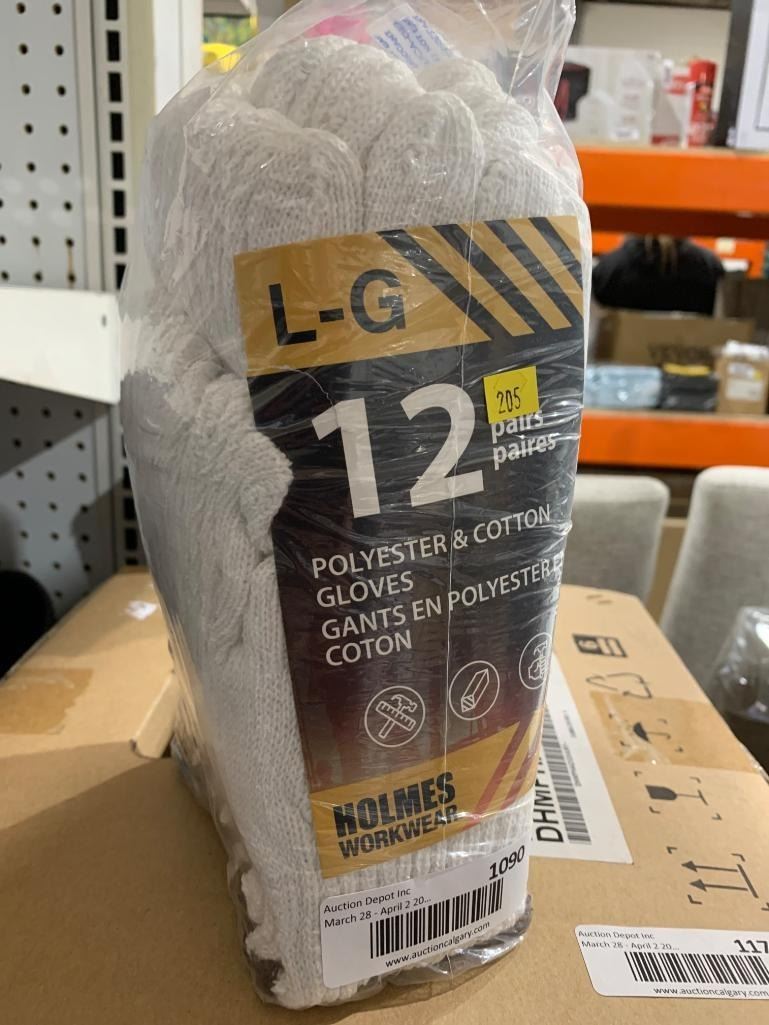 L-G
12
205
pairs
paires
POLYESTER & COTTON
GLOVES
GANTS EN POLYESTER E
COTON
HOLMES
WORKWEAR
1090
Auction Depot Inc
March 28 - April 2 20...
www.auctioncalgary.com
DHMFT
Auction Depot Inc
March 28 - April 2 20...
117
www.auctioncalgary.com